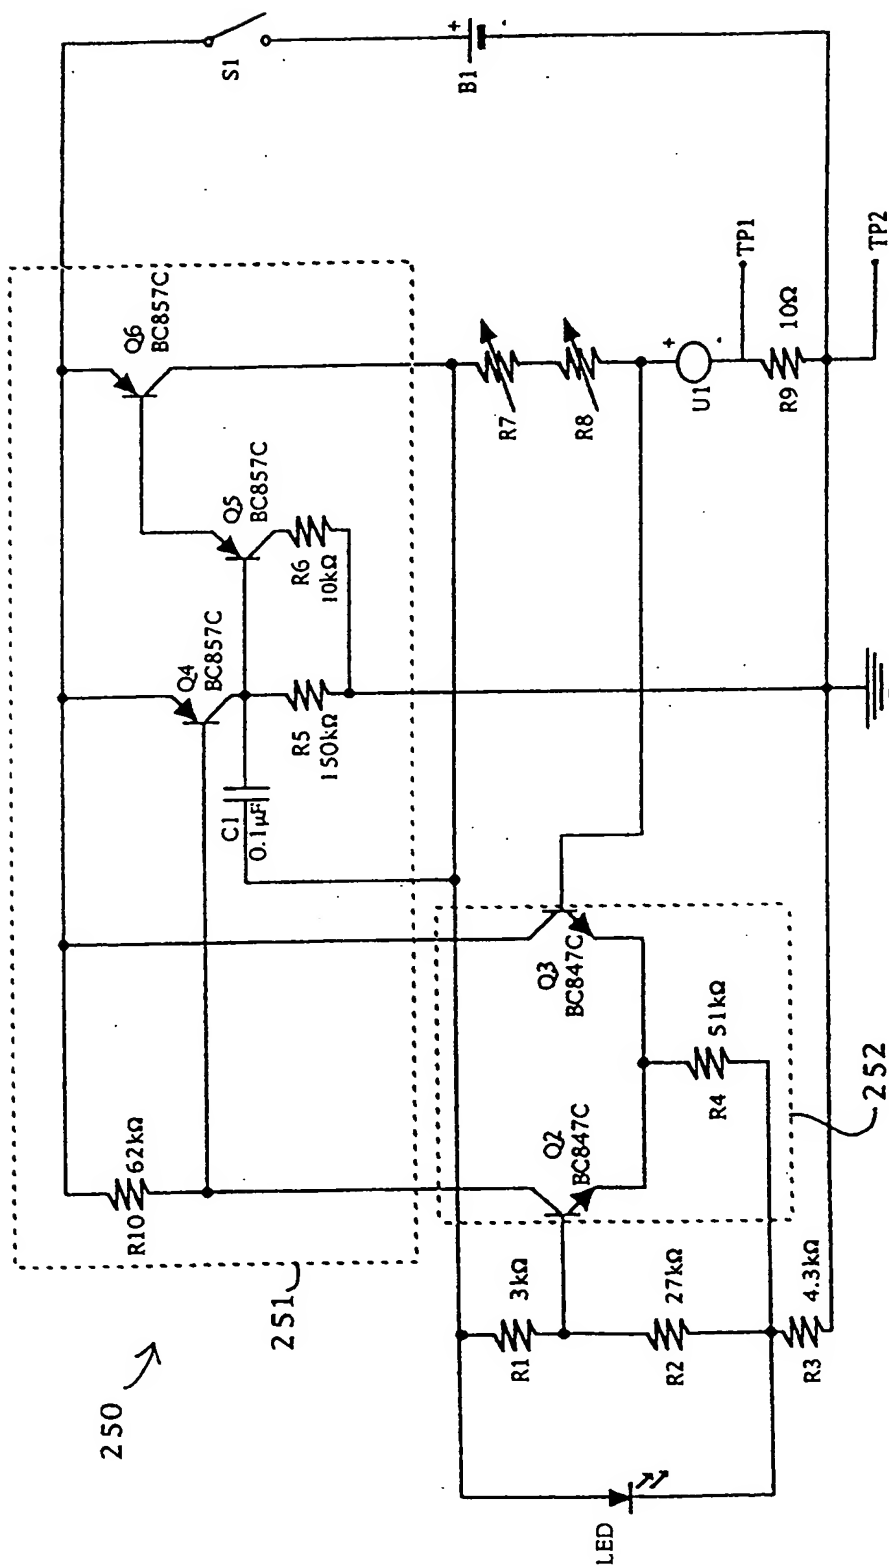 250
251
252
S1
B1
+
Q6
BC857C
Q5
BC857C
Q4
BC857C
R6
10kΩ
R5
150kΩ
C1
0.1µF
R10
62kΩ
R7
R8
+
U1
TP1
R9
10Ω
TP2
Q3
BC847C
Q2
BC847C
R4
51kΩ
R1
3kΩ
R2
27kΩ
R3
4.3kΩ
LED